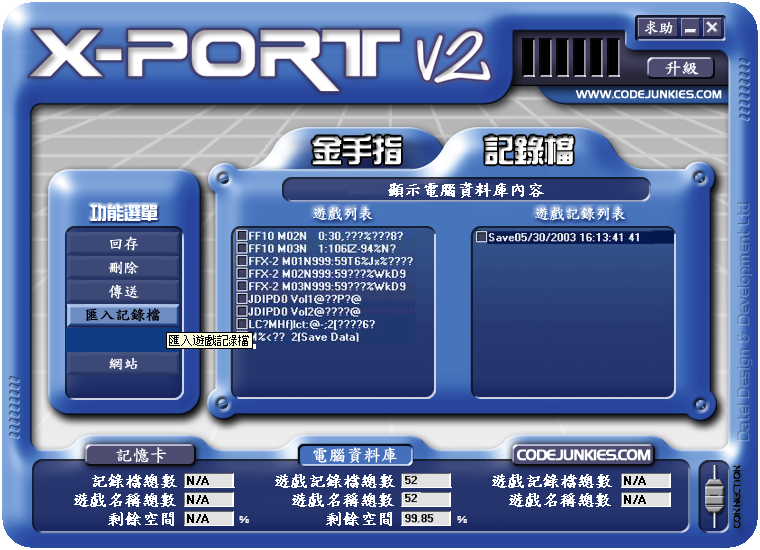 X-PORT V2
求助
升級
WWW.CODEJUNKIES.COM
金手指
記錄檔
顯示電腦資料庫內容
功能選單
回存
刪除
傳送
匯入記錄檔
匯入遊戲記錄檔
網站
遊戲列表
FF10 M02N 0:30,???%???8?
FF10 M03N 1:106[Z-94%N?
FFX-2 M01N999:59T6%Jx%????
FFX-2 M02N999:59???%WkD9
FFX-2 M03N999:59???%WkD9
JDIPD0 Vol1@??P?@
JDIPD0 Vol2@????@
LC?MHf)lct:@-;2[????6?
%<?? 2[Save Data)
遊戲記錄列表
Save05/30/2003 16:13:41 41
Datel Design & Development Ltd
記憶卡
記錄檔總數 N/A
遊戲名稱總數 N/A
剩餘空間 N/A %
電腦資料庫
遊戲記錄檔總數 52
遊戲名稱總數 52
剩餘空間 99.85 %
CODEJUNKIES.COM
遊戲記錄檔總數 N/A
遊戲名稱總數 N/A
CONNECTION